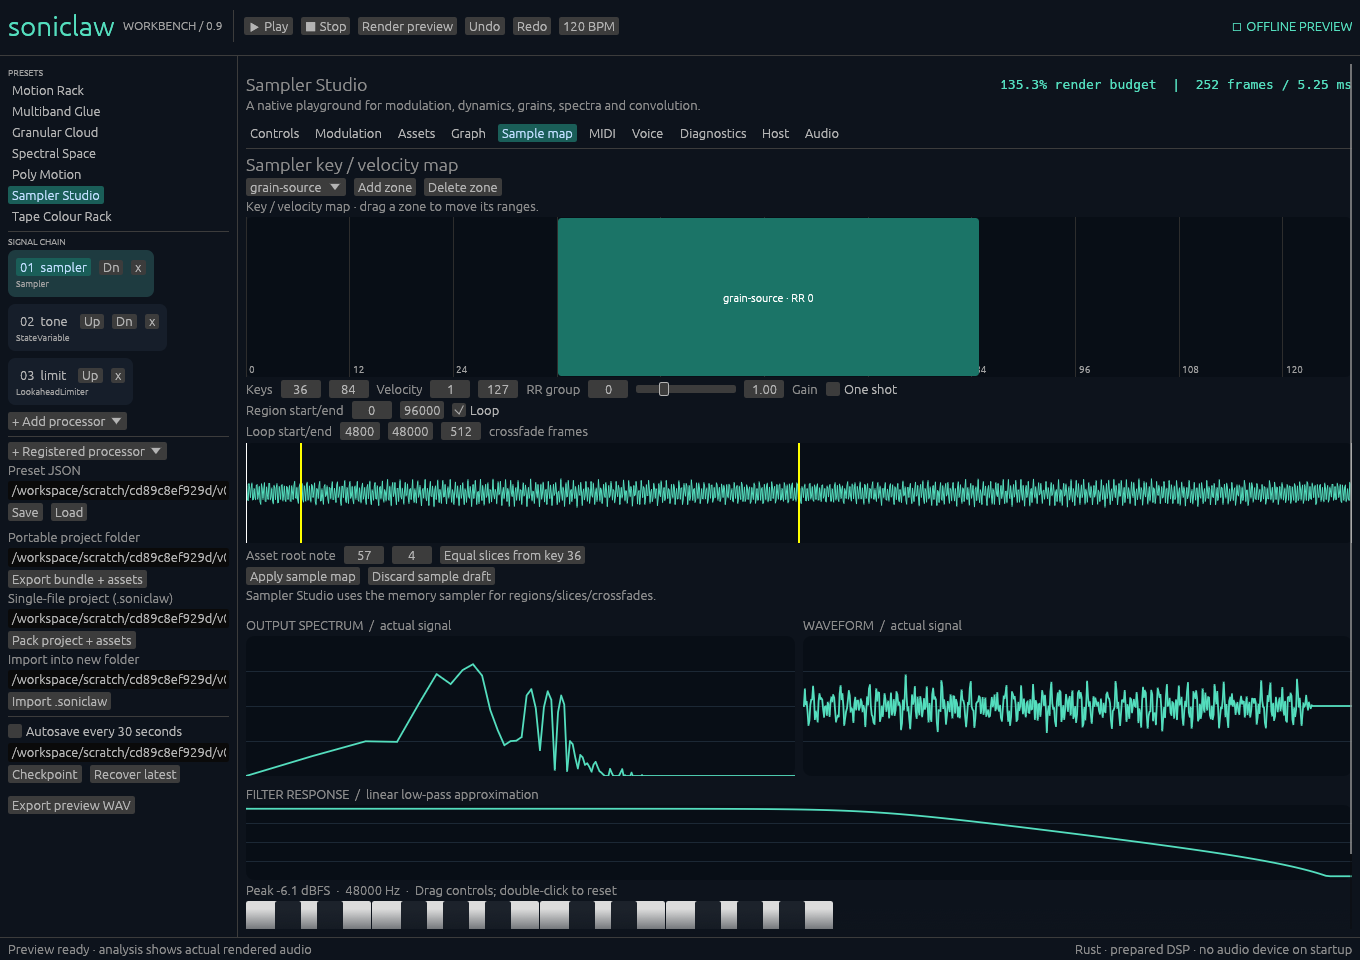 soniclaw WORKBENCH / 0.9 ▶ Play ■ Stop Render preview Undo Redo 120 BPM □ OFFLINE PREVIEW
PRESETS
Motion Rack
Multiband Glue
Granular Cloud
Spectral Space
Poly Motion
Sampler Studio
Tape Colour Rack
SIGNAL CHAIN
01 sampler Dn x
Sampler
02 tone Up Dn x
StateVariable
03 limit Up x
LookaheadLimiter
+ Add processor ▼
+ Registered processor ▼
Preset JSON
/workspace/scratch/cd89c8ef929d/v
Save Load
Portable project folder
/workspace/scratch/cd89c8ef929d/v
Export bundle + assets
Single-file project (.soniclaw)
/workspace/scratch/cd89c8ef929d/v
Pack project + assets
Import into new folder
/workspace/scratch/cd89c8ef929d/v
Import .soniclaw
Autosave every 30 seconds
/workspace/scratch/cd89c8ef929d/v
Checkpoint Recover latest
Export preview WAV
Sampler Studio 135.3% render budget | 252 frames / 5.25 ms
A native playground for modulation, dynamics, grains, spectra and convolution.
Controls Modulation Assets Graph Sample map MIDI Voice Diagnostics Host Audio
Sampler key / velocity map
grain-source ▼ Add zone Delete zone
Key / velocity map · drag a zone to move its ranges.
grain-source · RR 0
0 12 24 84 96 108 120
Keys 36 84 Velocity 1 127 RR group 0 1.00 Gain One shot
Region start/end 0 96000 Loop
Loop start/end 4800 48000 512 crossfade frames
Asset root note 57 4 Equal slices from key 36
Apply sample map Discard sample draft
Sampler Studio uses the memory sampler for regions/slices/crossfades.
OUTPUT SPECTRUM / actual signal WAVEFORM / actual signal
FILTER RESPONSE / linear low-pass approximation
Peak -6.1 dBFS · 48000 Hz · Drag controls; double-click to reset
Preview ready · analysis shows actual rendered audio Rust · prepared DSP · no audio device on startup